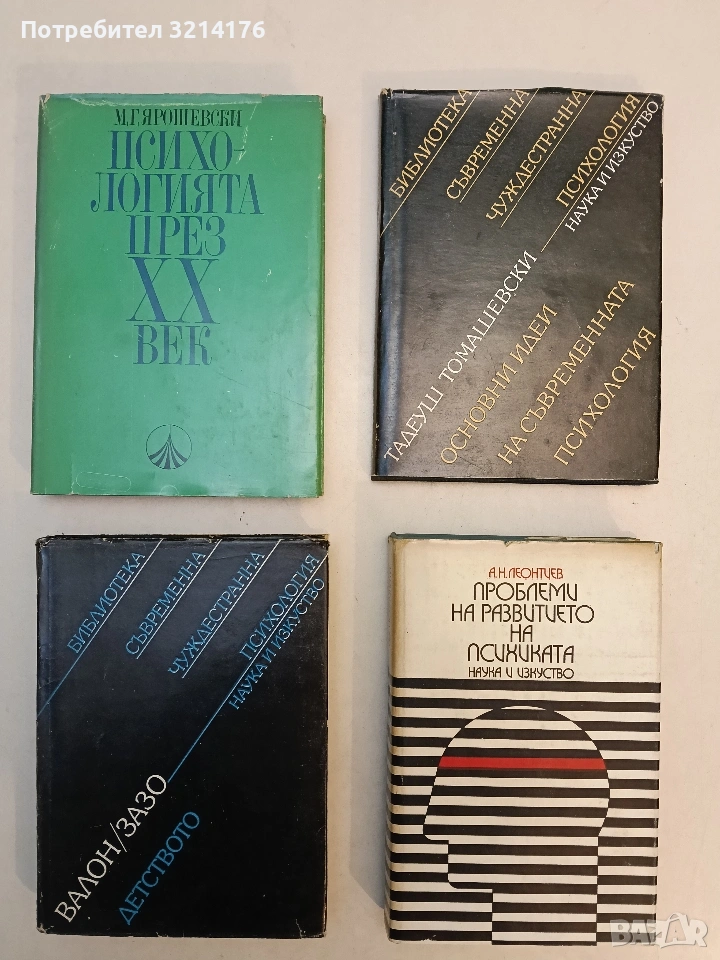 Потребител 3214176
М.Г.ЯРОШЕВСКИ
ПСИХО-
ЛОГИЯТА
ПРЕЗ
XX
ВЕК
БИБЛИОТЕКА
СЪВРЕМЕННА
ЧУЖДЕСТРАННА
ПСИХОЛОГИЯ
НАУКА И ИЗКУСТВО
ТАДЕУШ ТОМАШЕВСКИ
ОСНОВНИ ИДЕИ
НА СЪВРЕМЕННАТА
ПСИХОЛОГИЯ
БИБЛИОТЕКА
СЪВРЕМЕННА
ЧУЖДЕСТРАННА
ПСИХОЛОГИЯ
НАУКА И ИЗКУСТВО
ВАЛОН/ЗАЗО
ДЕТСТВОТО
А.Н.ЛЕОНТИЕВ
ПРОБЛЕМИ
НА РАЗВИТИЕТО
НА
ПСИХИКАТА
НАУКА И ИЗКУСТВО
BAZAR